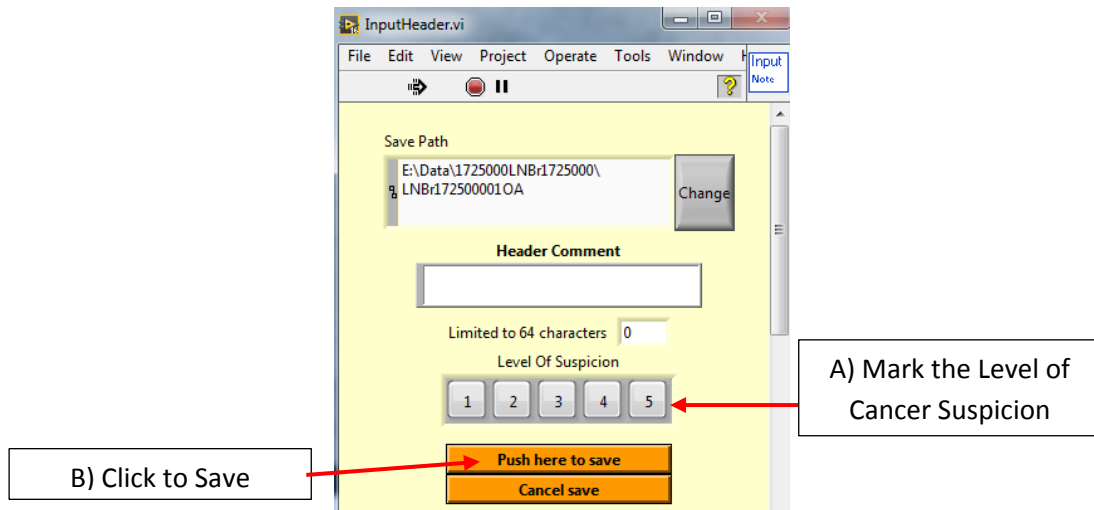 InputHeader.vi
File Edit View Project Operate Tools Window H
Input
Note
Save Path
E:\Data\1725000LNBr1725000\
LNBr172500001OA
Change
Header Comment
Limited to 64 characters 0
Level Of Suspicion
1 2 3 4 5
A) Mark the Level of
Cancer Suspicion
Push here to save
B) Click to Save
Cancel save